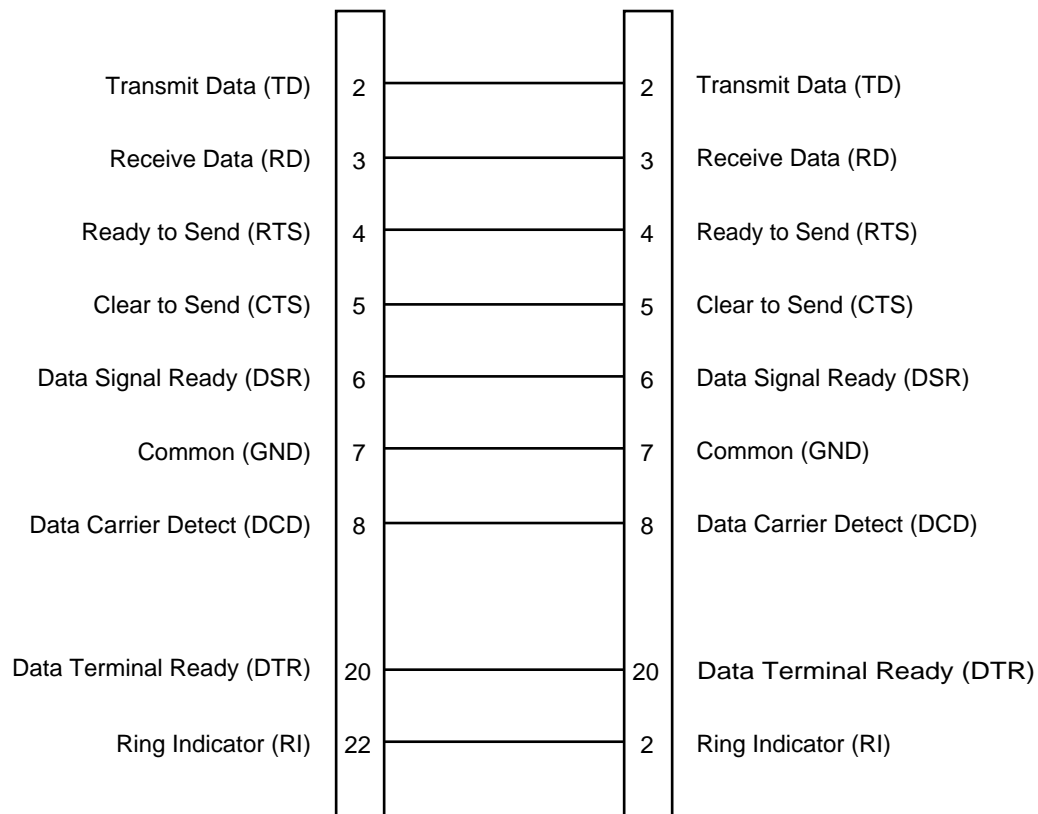 Transmit Data (TD) 2 2 Transmit Data (TD)
Receive Data (RD) 3 3 Receive Data (RD)
Ready to Send (RTS) 4 4 Ready to Send (RTS)
Clear to Send (CTS) 5 5 Clear to Send (CTS)
Data Signal Ready (DSR) 6 6 Data Signal Ready (DSR)
Common (GND) 7 7 Common (GND)
Data Carrier Detect (DCD) 8 8 Data Carrier Detect (DCD)
Data Terminal Ready (DTR) 20 20 Data Terminal Ready (DTR)
Ring Indicator (RI) 22 2 Ring Indicator (RI)